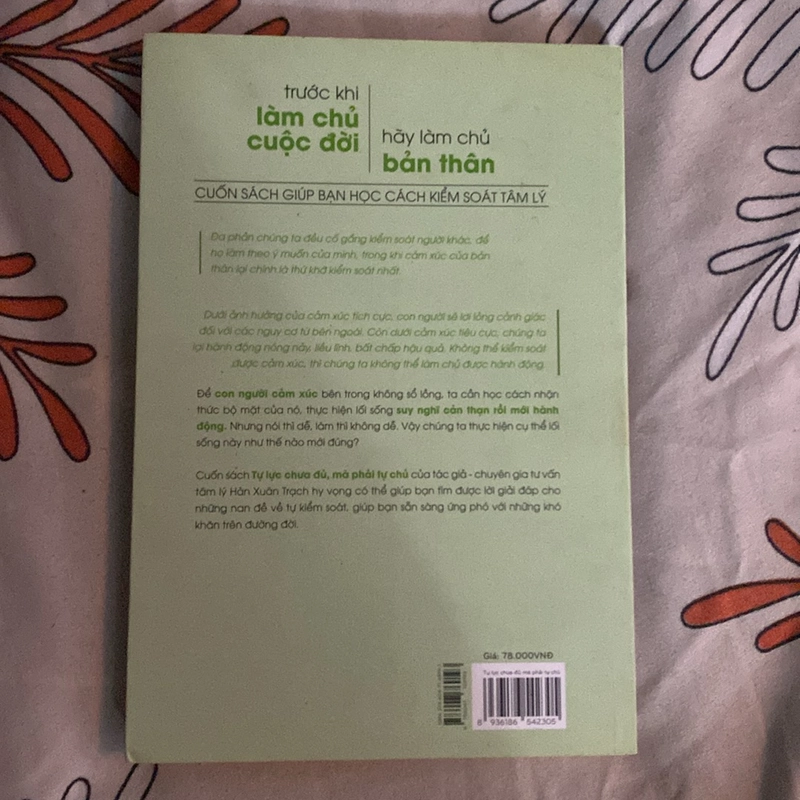 trước khi
làm chủ
cuộc đời
hãy làm chủ
bản thân
CUỐN SÁCH GIÚP BẠN HỌC CÁCH KIỂM SOÁT TÂM LÝ
Đa phần chúng ta đều cố gắng kiểm soát người khác, để
họ làm theo ý muốn của mình, trong khi cảm xúc của bản
thân lại chính là thứ khó kiểm soát nhất.
Dưới ảnh hưởng của cảm xúc tích cực, con người sẽ lơi lỏng cảnh giác
đối với các nguy cơ từ bên ngoài. Còn dưới cảm xúc tiêu cực, chúng ta
lại hành động nóng nảy, liều lĩnh, bất chấp hậu quả. Không thể kiểm soát
được cảm xúc, thì chúng ta không thể làm chủ được hành động.
Để con người cảm xúc bên trong không sổ lồng, ta cần học cách nhận
thức bộ mặt của nó, thực hiện lối sống suy nghĩ cẩn thận rồi mới hành
động. Nhưng nói thì dễ, làm thì không dễ. Vậy chúng ta thực hiện cụ thể lối
sống này như thế nào mới đúng?
Cuốn sách Tự lực chưa đủ, mà phải tự chủ của tác giả - chuyên gia tư vấn
tâm lý Hàn Xuân Trạch hy vọng có thể giúp bạn tìm được lời giải đáp cho
những nan đề về tự kiểm soát, giúp bạn sẵn sàng ứng phó với những khó
khăn trên đường đời.
Giá: 78.000VNĐ
Tự lực chưa đủ, mà phải tự chủ
8 936186 542305